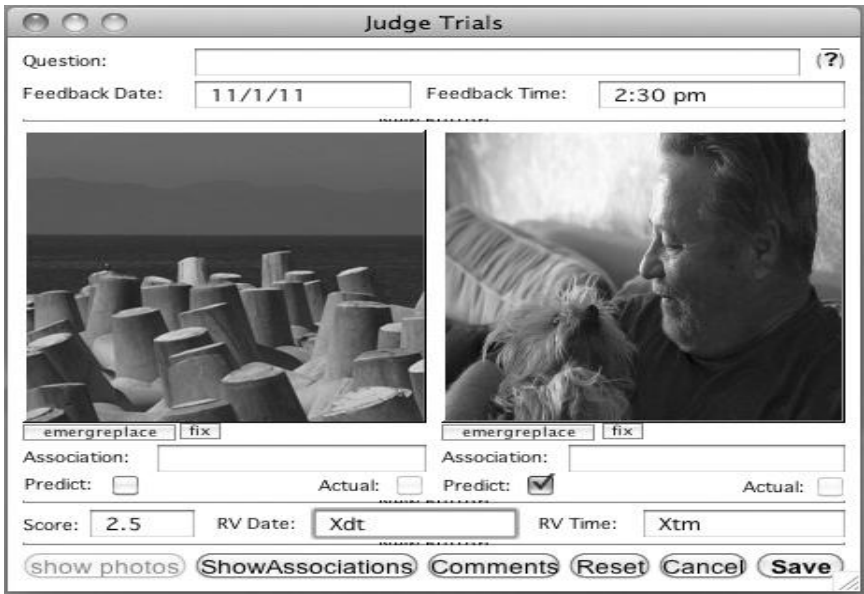 Judge Trials
Question: (?)
Feedback Date: 11/1/11 Feedback Time: 2:30 pm
emergreplace fix emergreplace fix
Association: Association:
Predict: Actual: Predict: Actual:
Score: 2.5 RV Date: Xdt RV Time: Xtm
show photos ShowAssociations Comments Reset Cancel Save